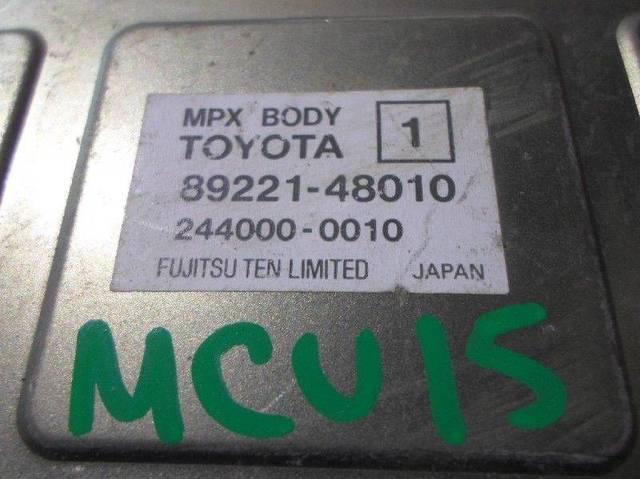 MPX BODY 1
TOYOTA
89221-48010
244000-0010
FUJITSU TEN LIMITED JAPAN
MCU15